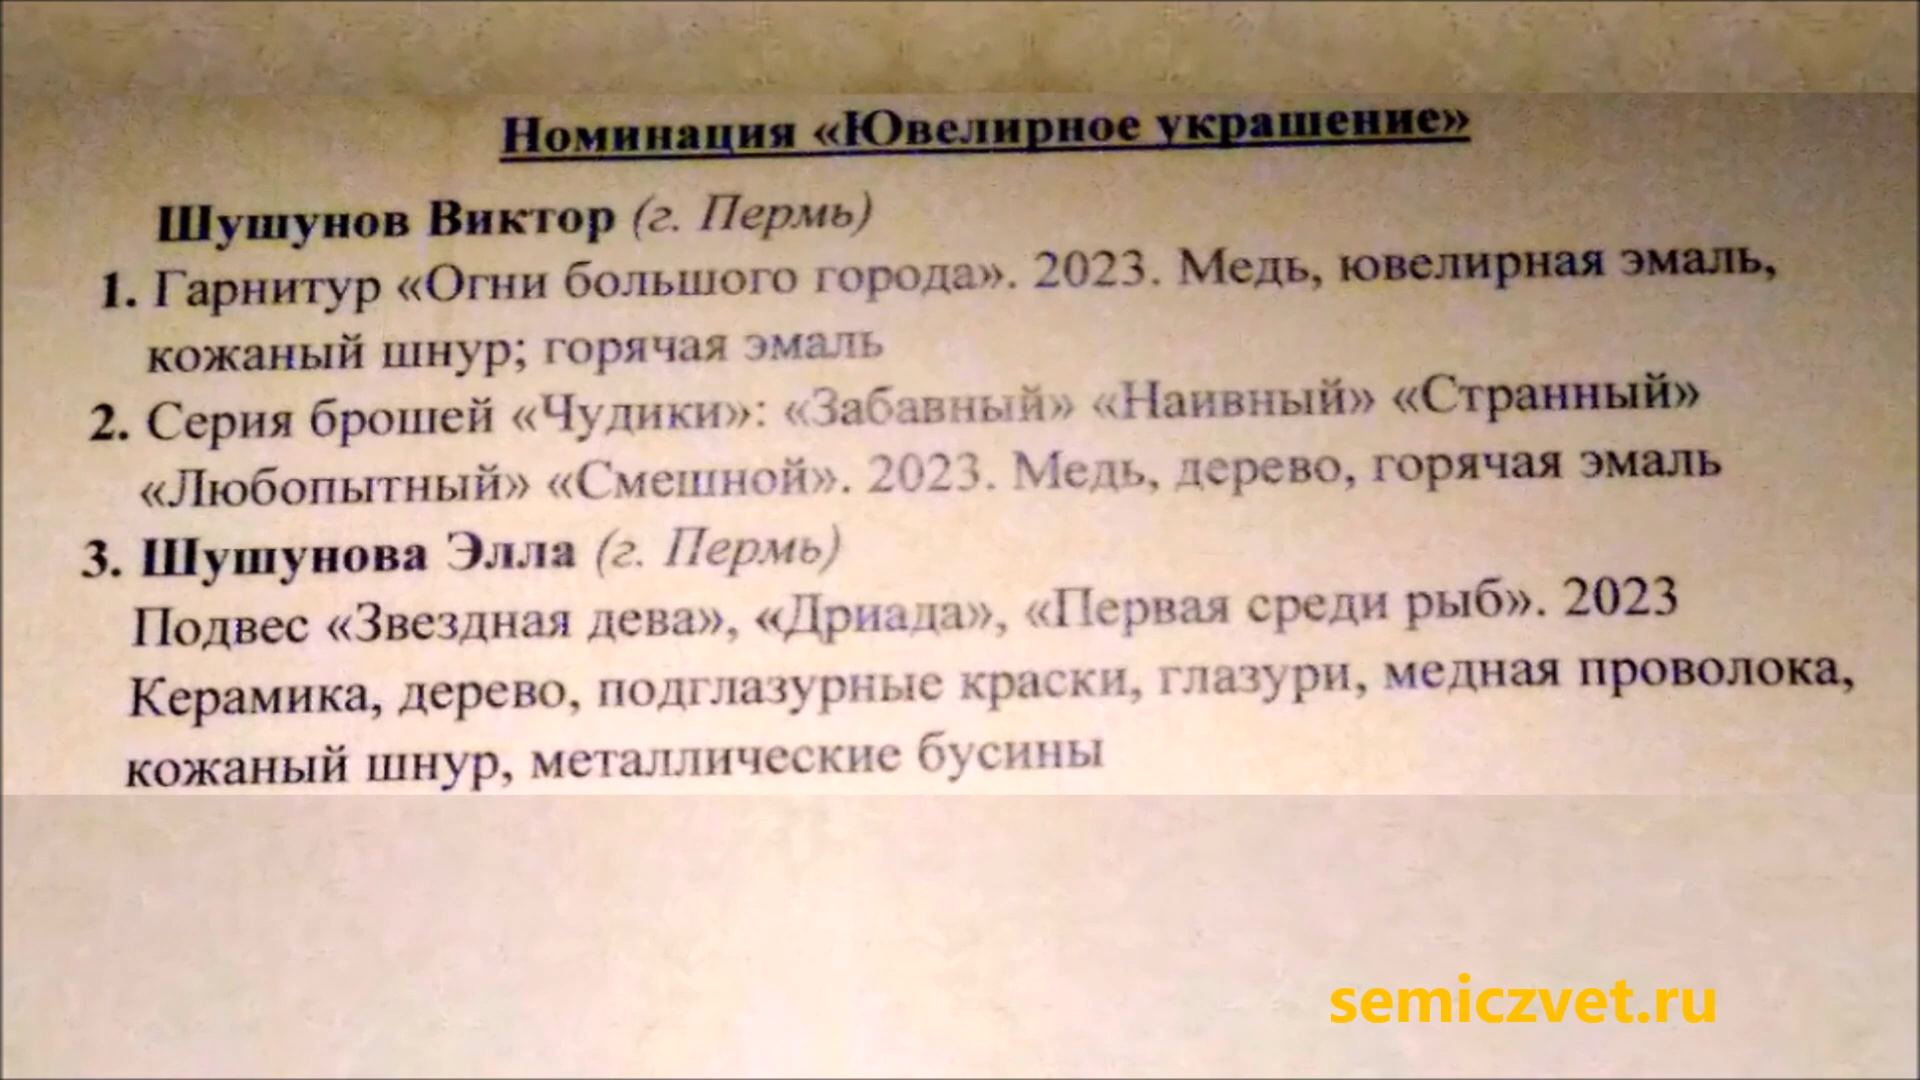 Номинация «Ювелирное украшение»
Шушунов Виктор (г. Пермь)
1. Гарнитур «Огни большого города». 2023. Медь, ювелирная эмаль,
кожаный шнур; горячая эмаль
2. Серия брошей «Чудики»: «Забавный» «Наивный» «Странный»
«Любопытный» «Смешной». 2023. Медь, дерево, горячая эмаль
3. Шушунова Элла (г. Пермь)
Подвес «Звездная дева», «Дриада», «Первая среди рыб». 2023
Керамика, дерево, подглазурные краски, глазури, медная проволока,
кожаный шнур, металлические бусины
semiczvet.ru